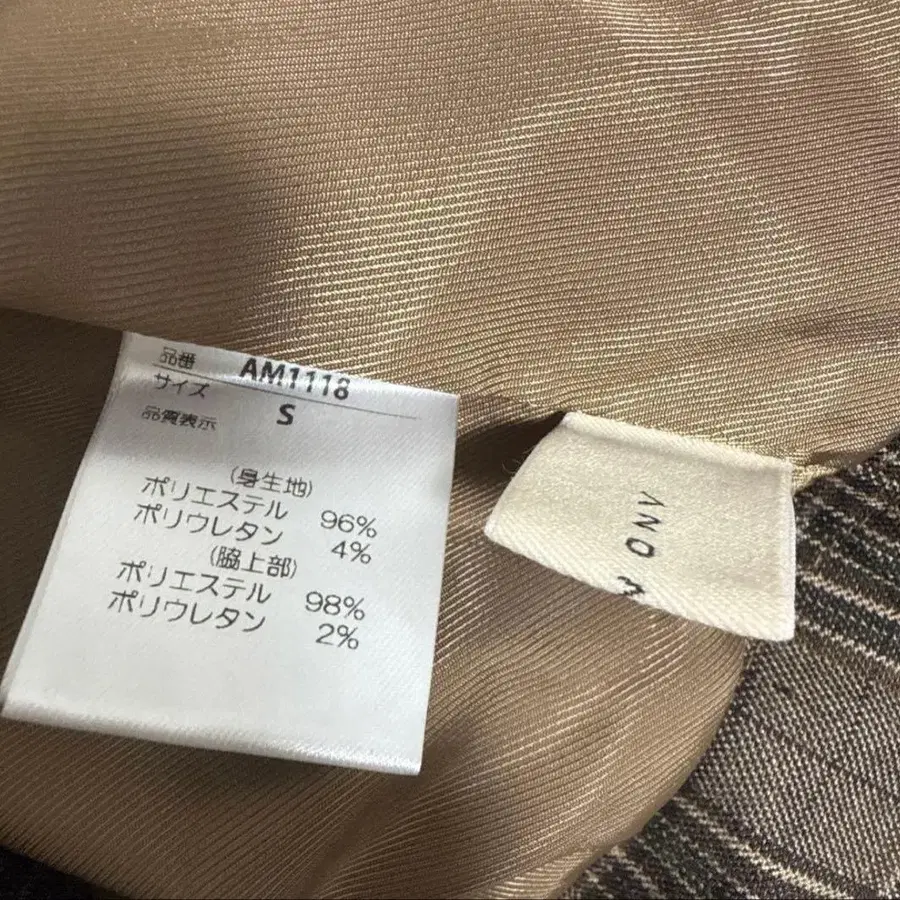 品番 AM1118
サイズ S
品質表示
(身生地)
ポリエステル 96%
ポリウレタン 4%
(脇上部)
ポリエステル 98%
ポリウレタン 2%